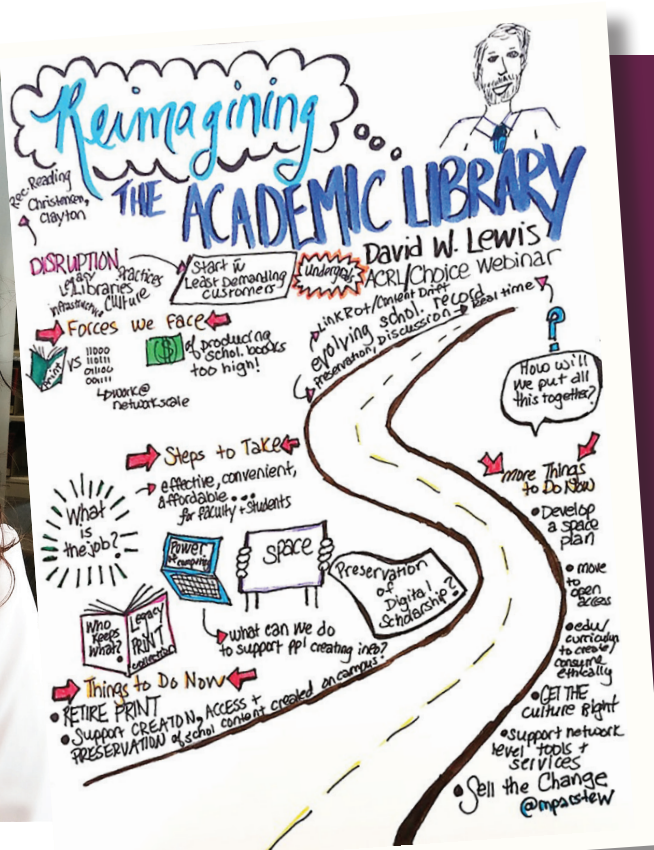 Reimagining
THE ACADEMIC LIBRARY
Rec. Reading
Christensen,
Clayton
David W. Lewis
ACRL/Choice Webinar
DISRUPTION
Legacy Practices
Libraries
infrastructure Culture
Start w
Least Demanding
customers
undergrads
LinkRot/Content Drift
evolving schol. record
Preservation, Discussion → Real time
Forces we Face
print
VS
11000
110111
01100
00111
↳ work@
network scale
$
of producing
schol. books
too high!
How will
we put all
this together?
Steps to Take
effective, convenient,
affordable ...
for faculty + students
What
is
the job?
Power
of computing
SPACE
Preservation
of
Digital
Scholarship?
Who
keeps
what?
Legacy
PRINT
collection
what can we do
to support ppl creating info?
Things to Do Now
• RETIRE PRINT
• Support CREATION, ACCESS +
PRESERVATION of schol content created on campus
more Things
to Do Now
• Develop
a space
plan
• move
to
open
access
• edu/
curriculum
to create/
consume
ethically
• GET THE
culture Right
• support network
level tools +
services
• Sell the Change
@mparstew